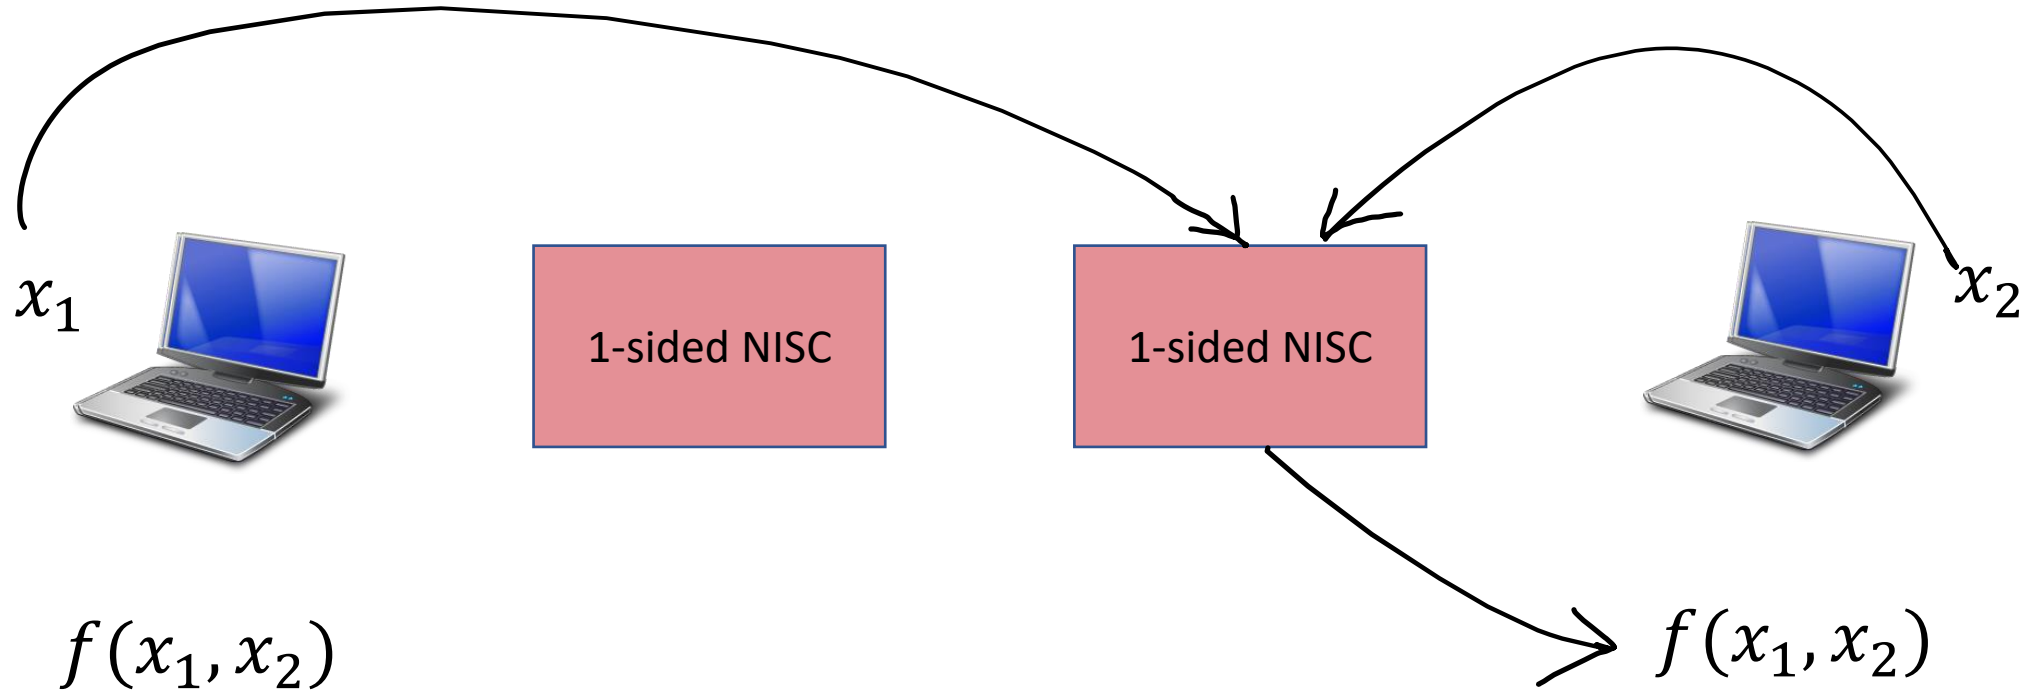 x₁
1-sided NISC
1-sided NISC
x₂
f(x₁, x₂)
f(x₁, x₂)